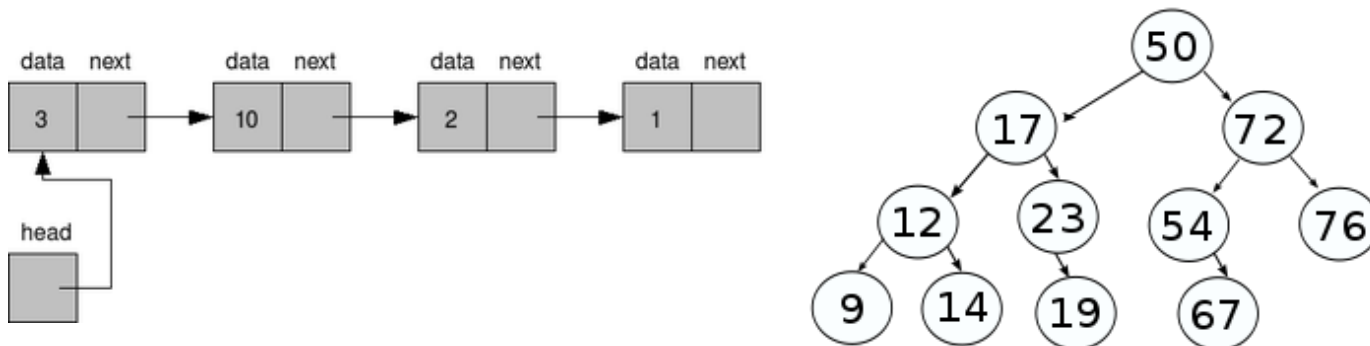 data next data next data next data next
3 10 2 1
head
50
17 72
12 23 54 76
9 14 19 67